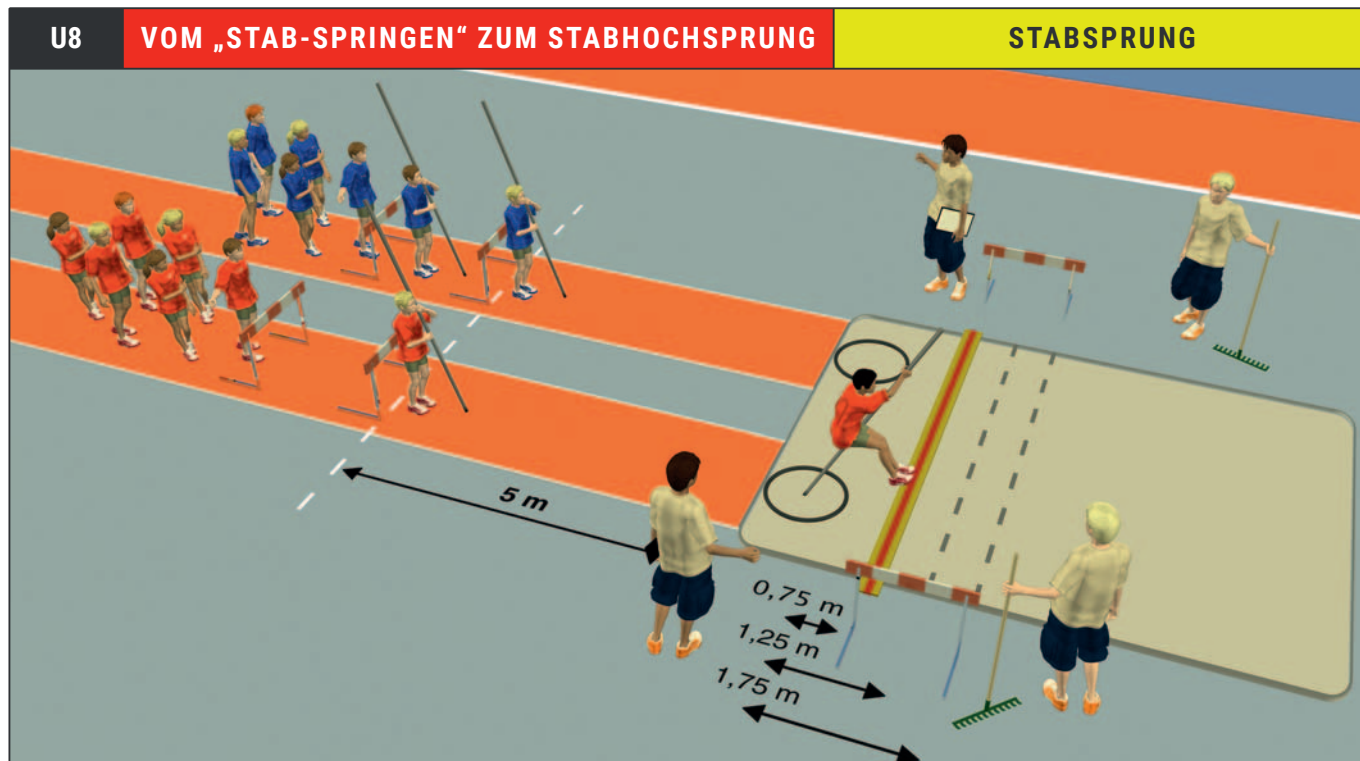 U8
VOM „STAB-SPRINGEN“ ZUM STABHOCHSPRUNG
STABSPRUNG
5 m
0,75 m
1,25 m
1,75 m